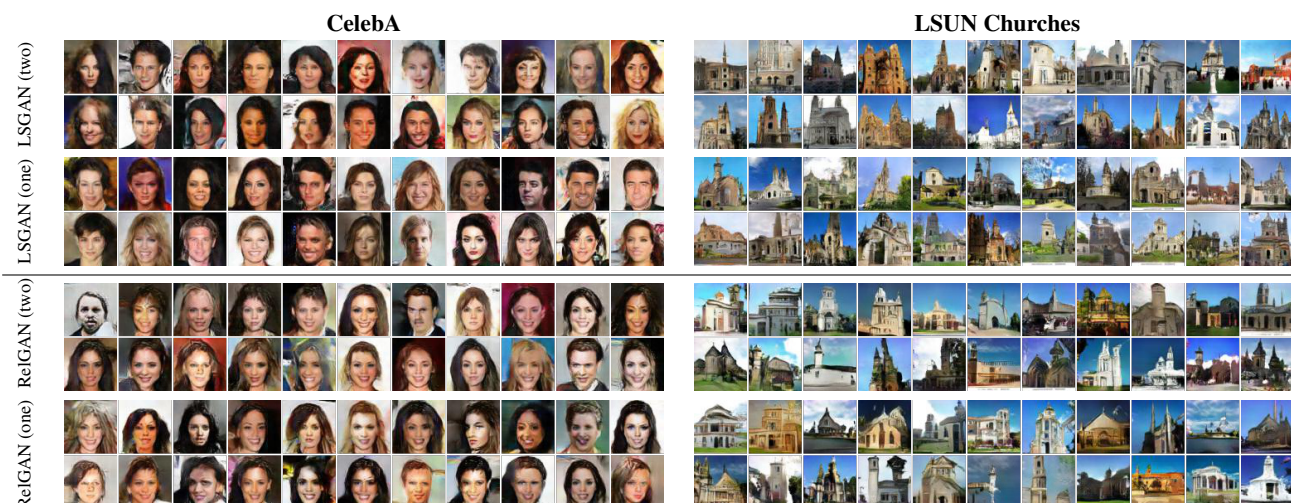 CelebA
LSUN Churches
LSGAN (two)
LSGAN (one)
RelGAN (two)
RelGAN (one)